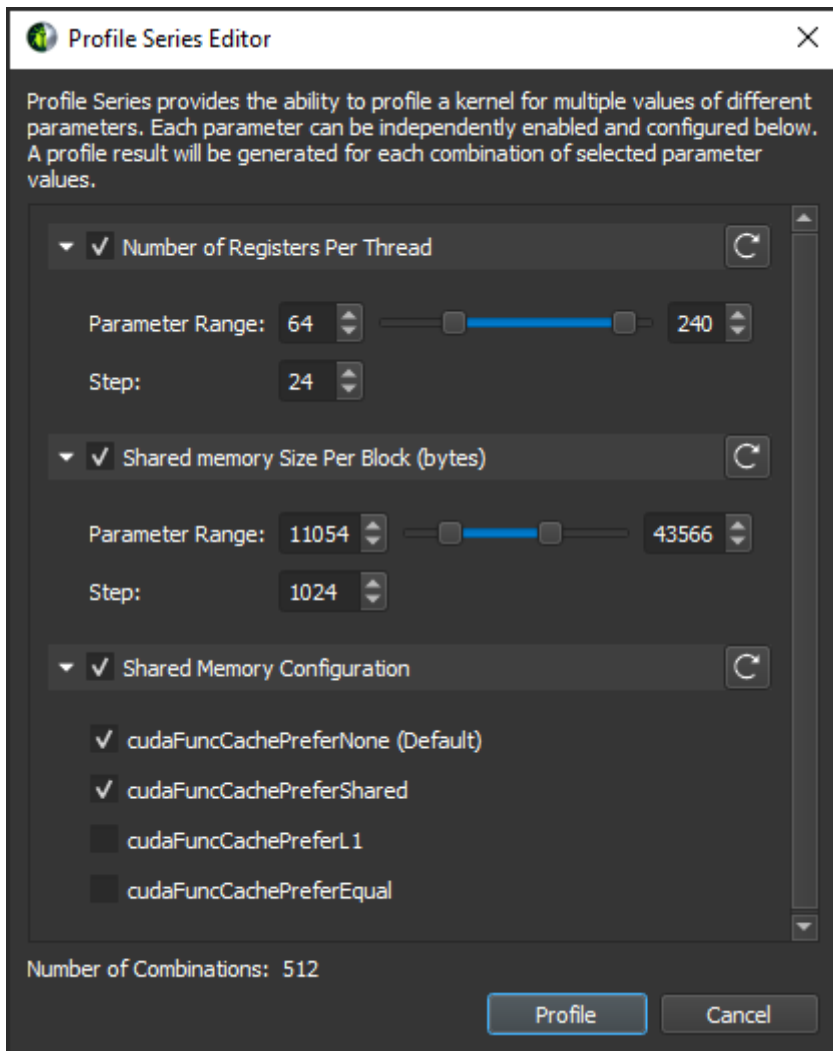 Profile Series Editor
Profile Series provides the ability to profile a kernel for multiple values of different
parameters. Each parameter can be independently enabled and configured below.
A profile result will be generated for each combination of selected parameter
values.
Number of Registers Per Thread
Parameter Range: 64 240
Step: 24
Shared memory Size Per Block (bytes)
Parameter Range: 11054 43566
Step: 1024
Shared Memory Configuration
cudaFuncCachePreferNone (Default)
cudaFuncCachePreferShared
cudaFuncCachePreferL1
cudaFuncCachePreferEqual
Number of Combinations: 512
Profile Cancel